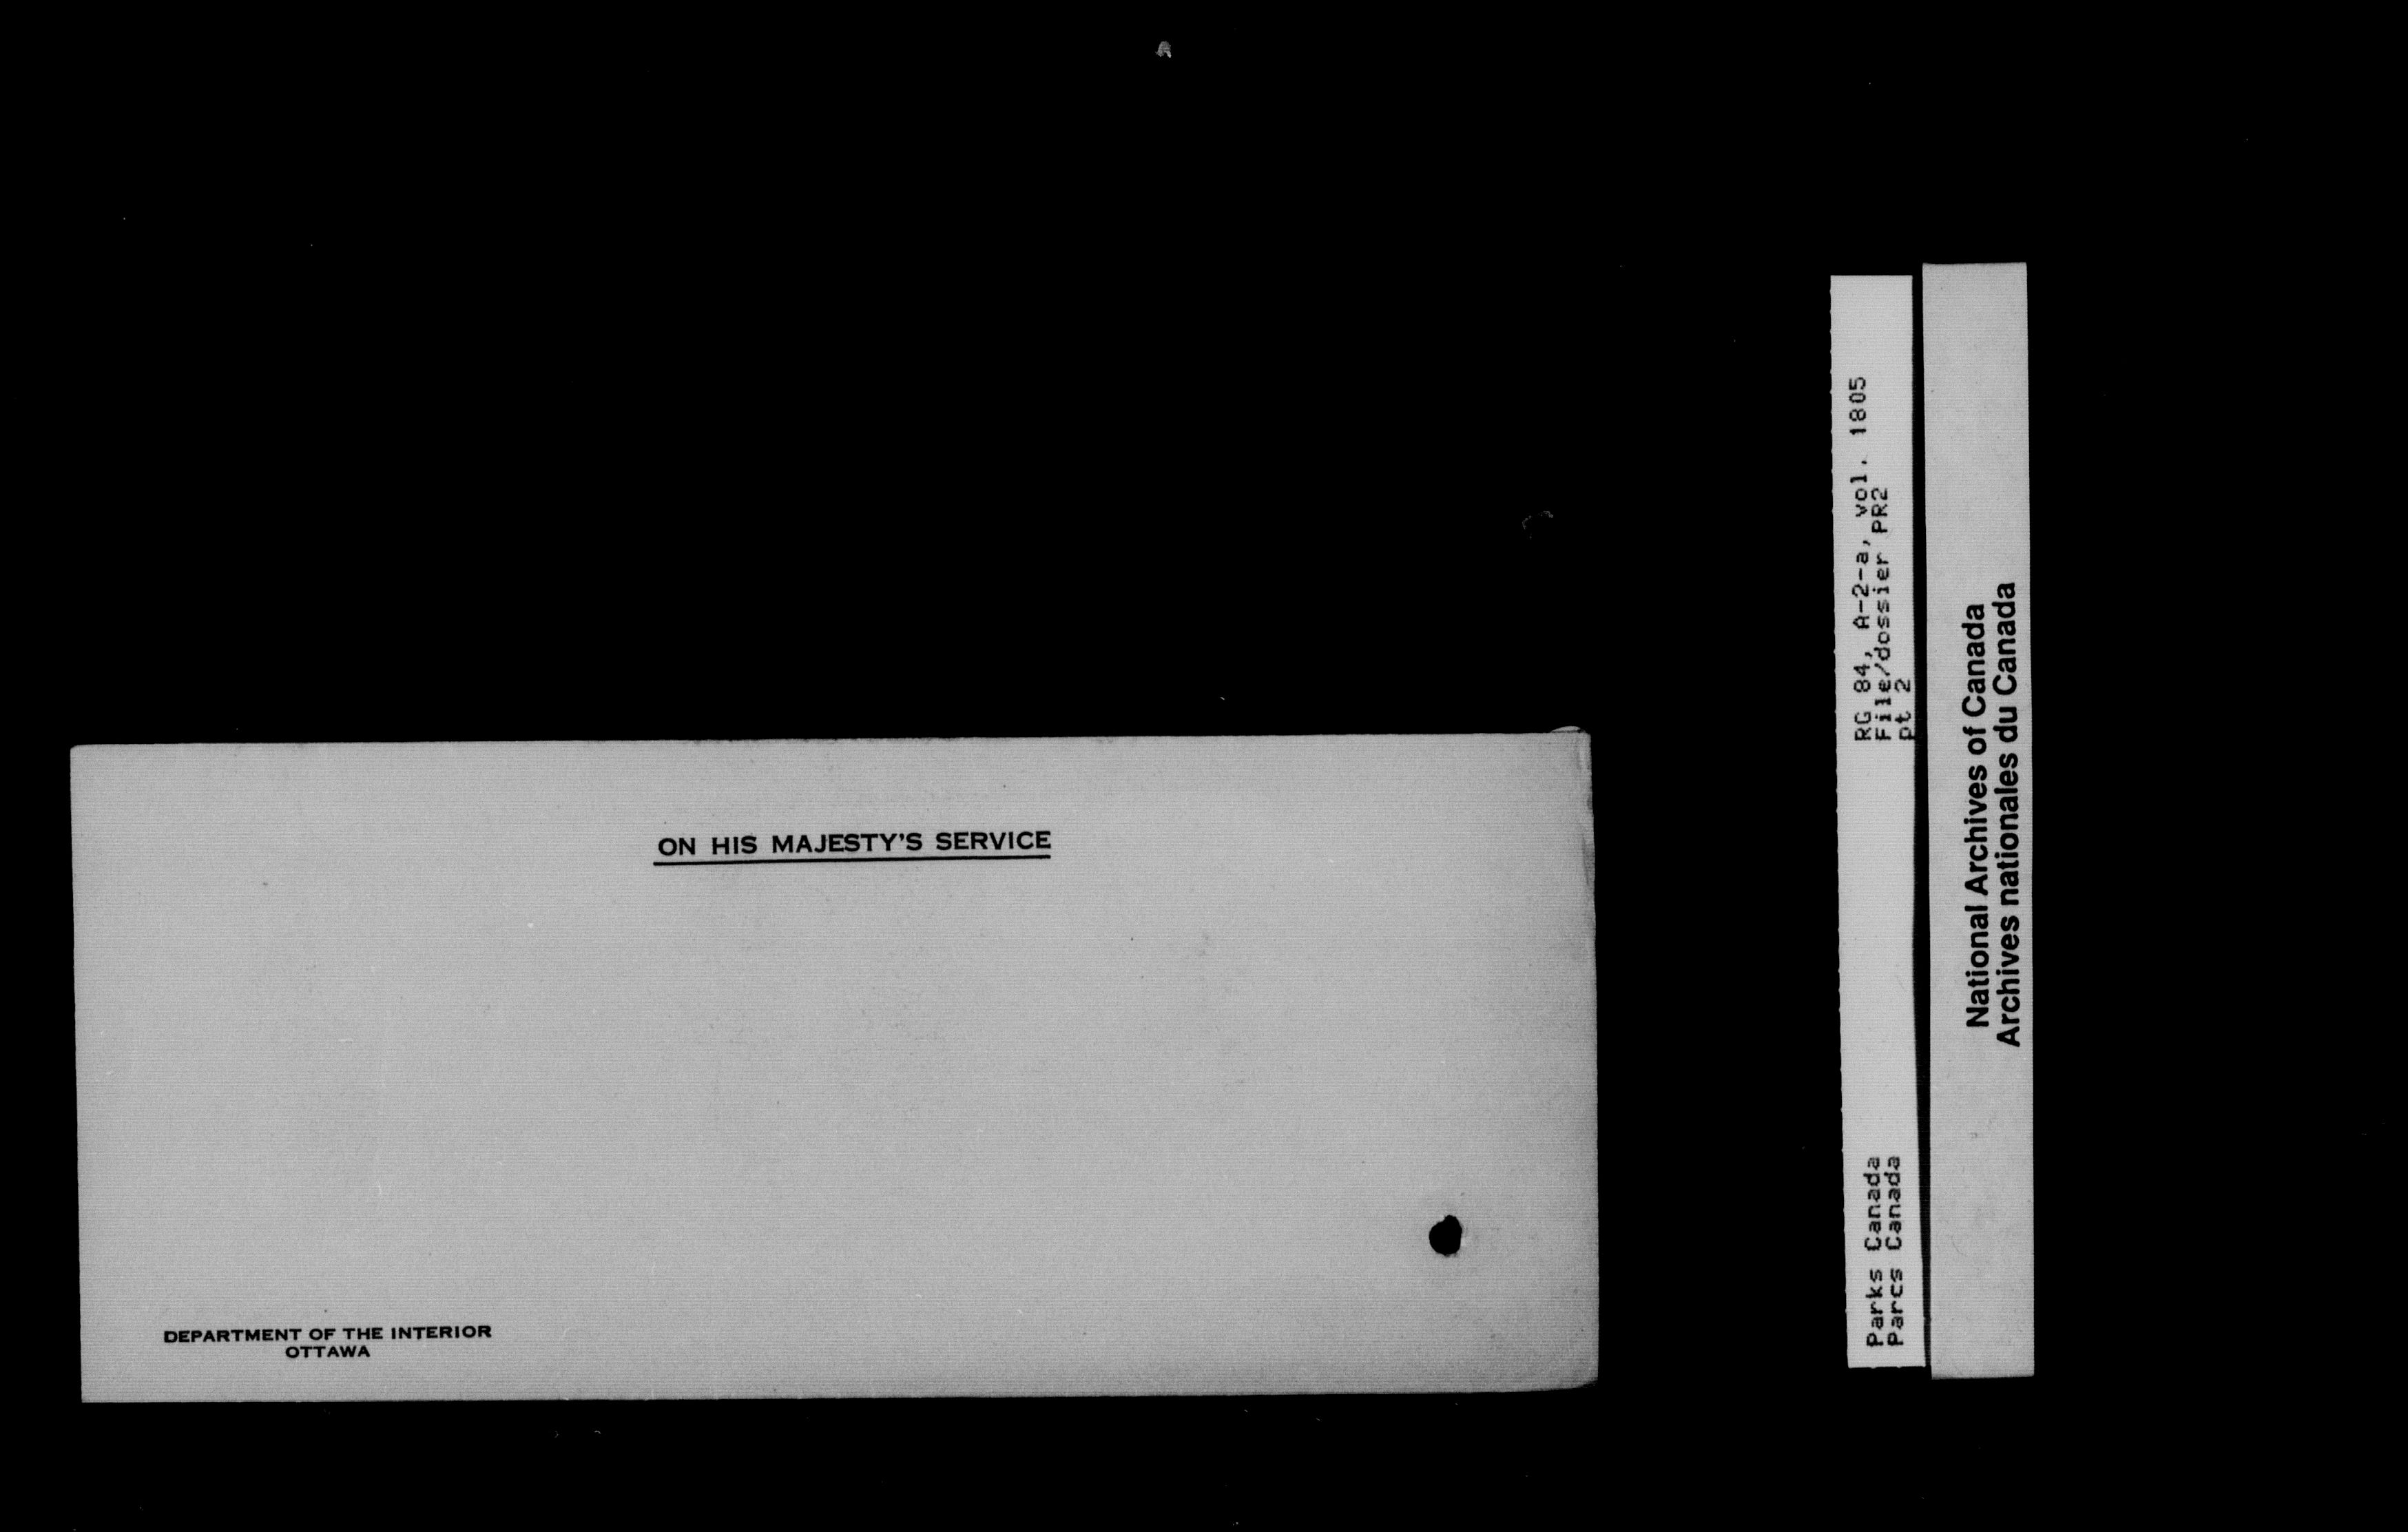 ON HIS MAJESTY'S SERVICE
DEPARTMENT OF THE INTERIOR
OTTAWA
Parks Canada
Parcs Canada
RG 84, A-2-a, vol. 1805
File/dossier PR2
pt 2
National Archives of Canada
Archives nationales du Canada